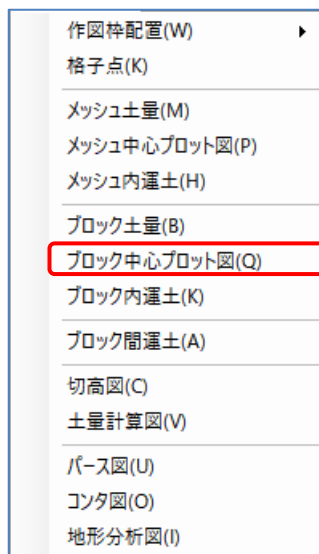 作図枠配置(W)
格子点(K)
メッシュ土量(M)
メッシュ中心プロット図(P)
メッシュ内運土(H)
ブロック土量(B)
ブロック中心プロット図(Q)
ブロック内運土(K)
ブロック間運土(A)
切高図(C)
土量計算図(V)
パース図(U)
コンタ図(O)
地形分析図(I)